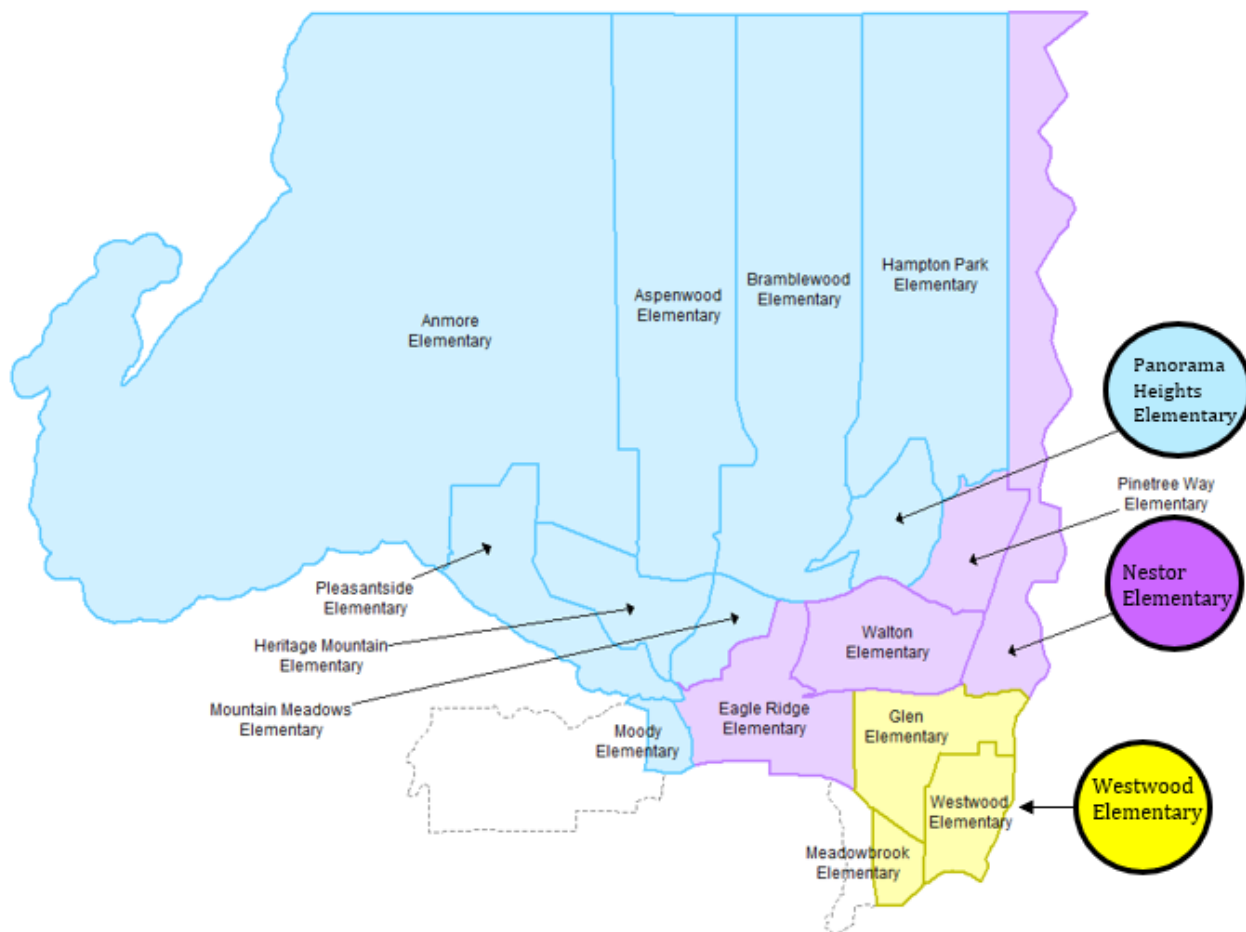 Hampton Park
Elementary
Bramblewood
Elementary
Aspenwood
Elementary
Anmore
Elementary
Panorama
Heights
Elementary
Pinetree Way
Elementary
Nestor
Elementary
Pleasantside
Elementary
Heritage Mountain
Elementary
Walton
Elementary
Mountain Meadows
Elementary
Eagle Ridge
Elementary
Moody
Elementary
Glen
Elementary
Westwood
Elementary
Westwood
Elementary
Meadowbrook
Elementary